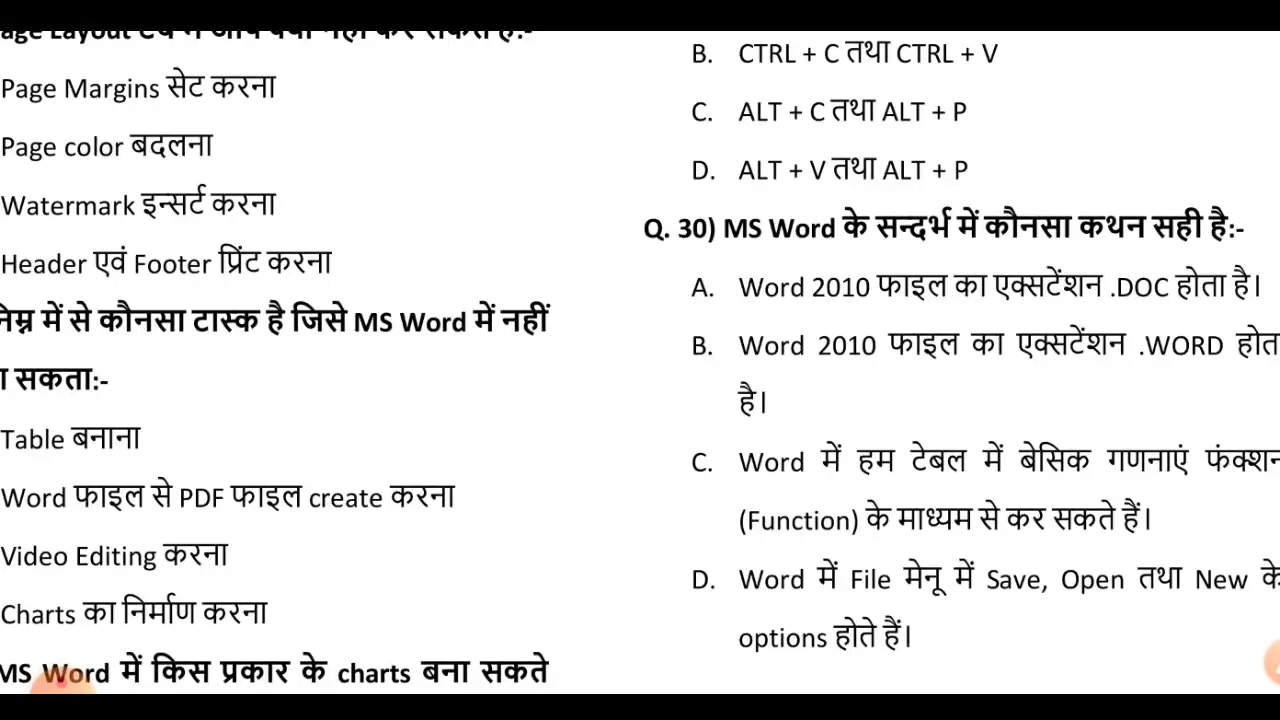 Page Margins सेट करना
Page color बदलना
Watermark इन्सर्ट करना
Header एवं Footer प्रिंट करना
में से कौनसा टास्क है जिसे MS Word में नहीं
सकता:-
Table बनाना
Word फाइल से PDF फाइल create करना
Video Editing करना
Charts का निर्माण करना
MS Word में किस प्रकार के charts बना सकते
B. CTRL + C तथा CTRL + V
C. ALT + C तथा ALT + P
D. ALT + V तथा ALT + P
Q. 30) MS Word के सन्दर्भ में कौनसा कथन सही है:-
A. Word 2010 फाइल का एक्सटेंशन .DOC होता है।
B. Word 2010 फाइल का एक्सटेंशन .WORD होता
है।
C. Word में हम टेबल में बेसिक गणनाएं फंक्शन
(Function) के माध्यम से कर सकते हैं।
D. Word में File मेनू में Save, Open तथा New के
options होते हैं।